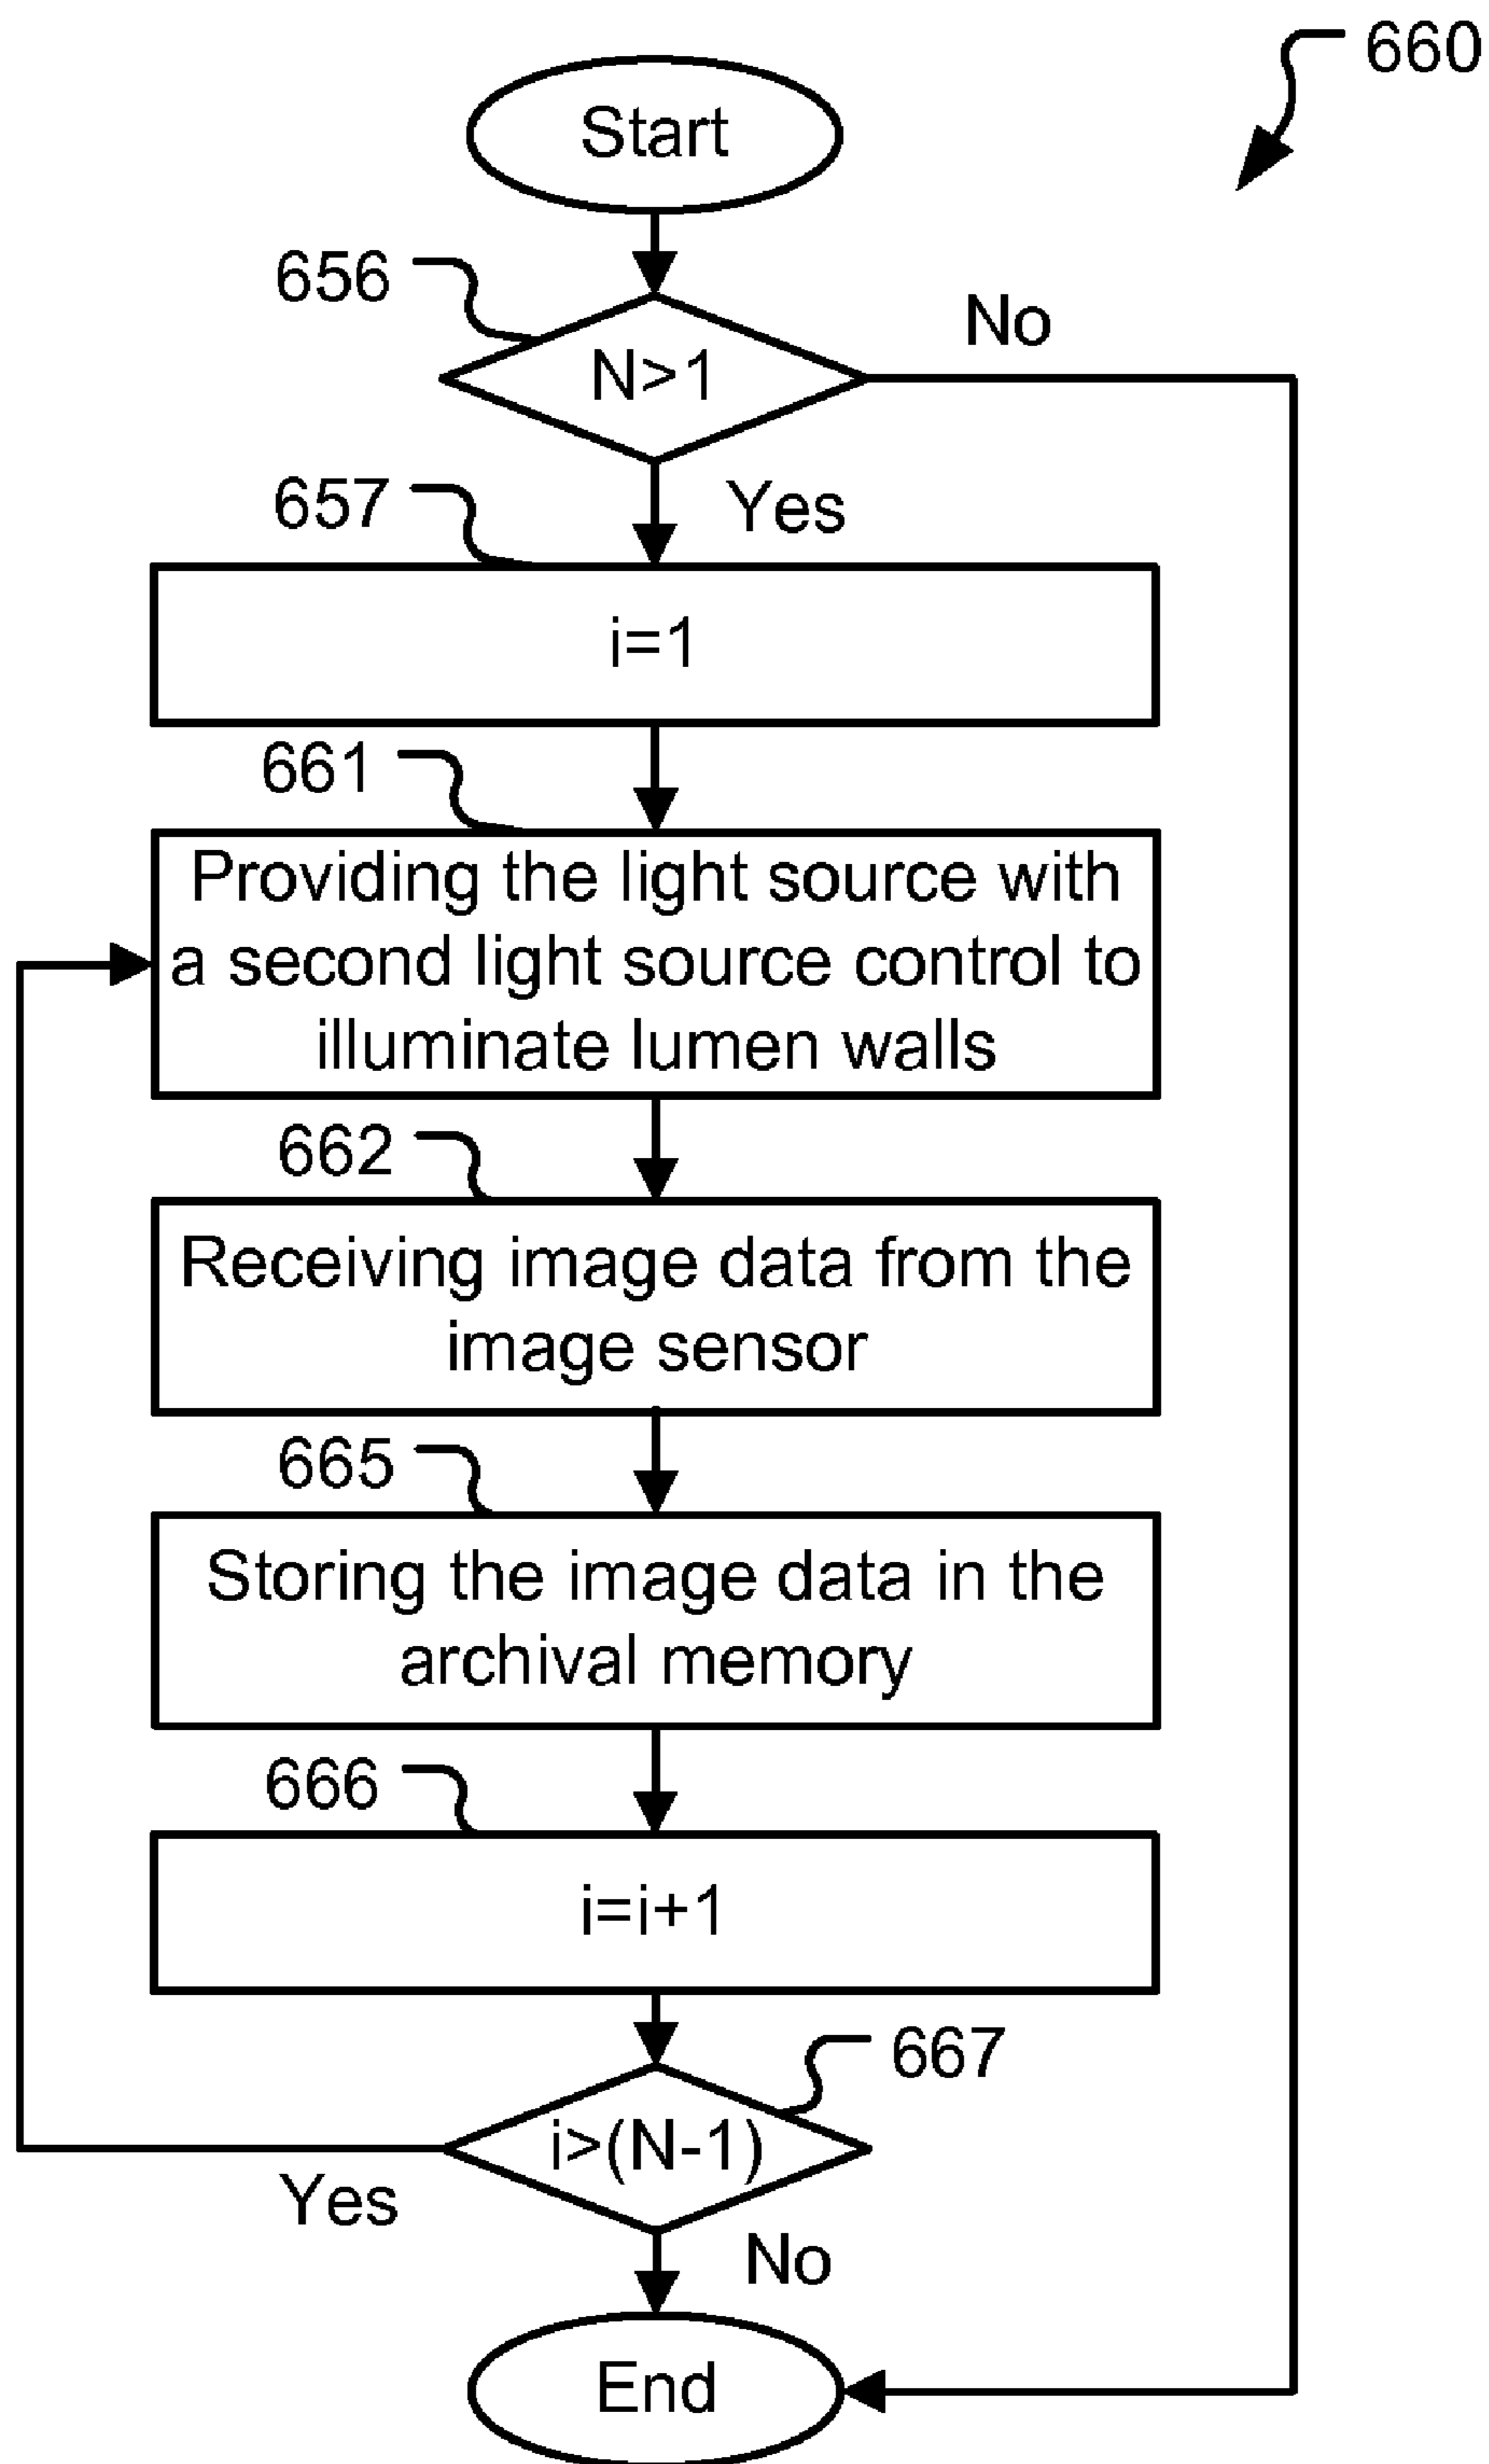 660
Start
656
N>1
No
657
Yes
i=1
661
Providing the light source with
a second light source control to
illuminate lumen walls
662
Receiving image data from the
image sensor
665
Storing the image data in the
archival memory
666
i=i+1
667
i>(N-1)
Yes
No
End